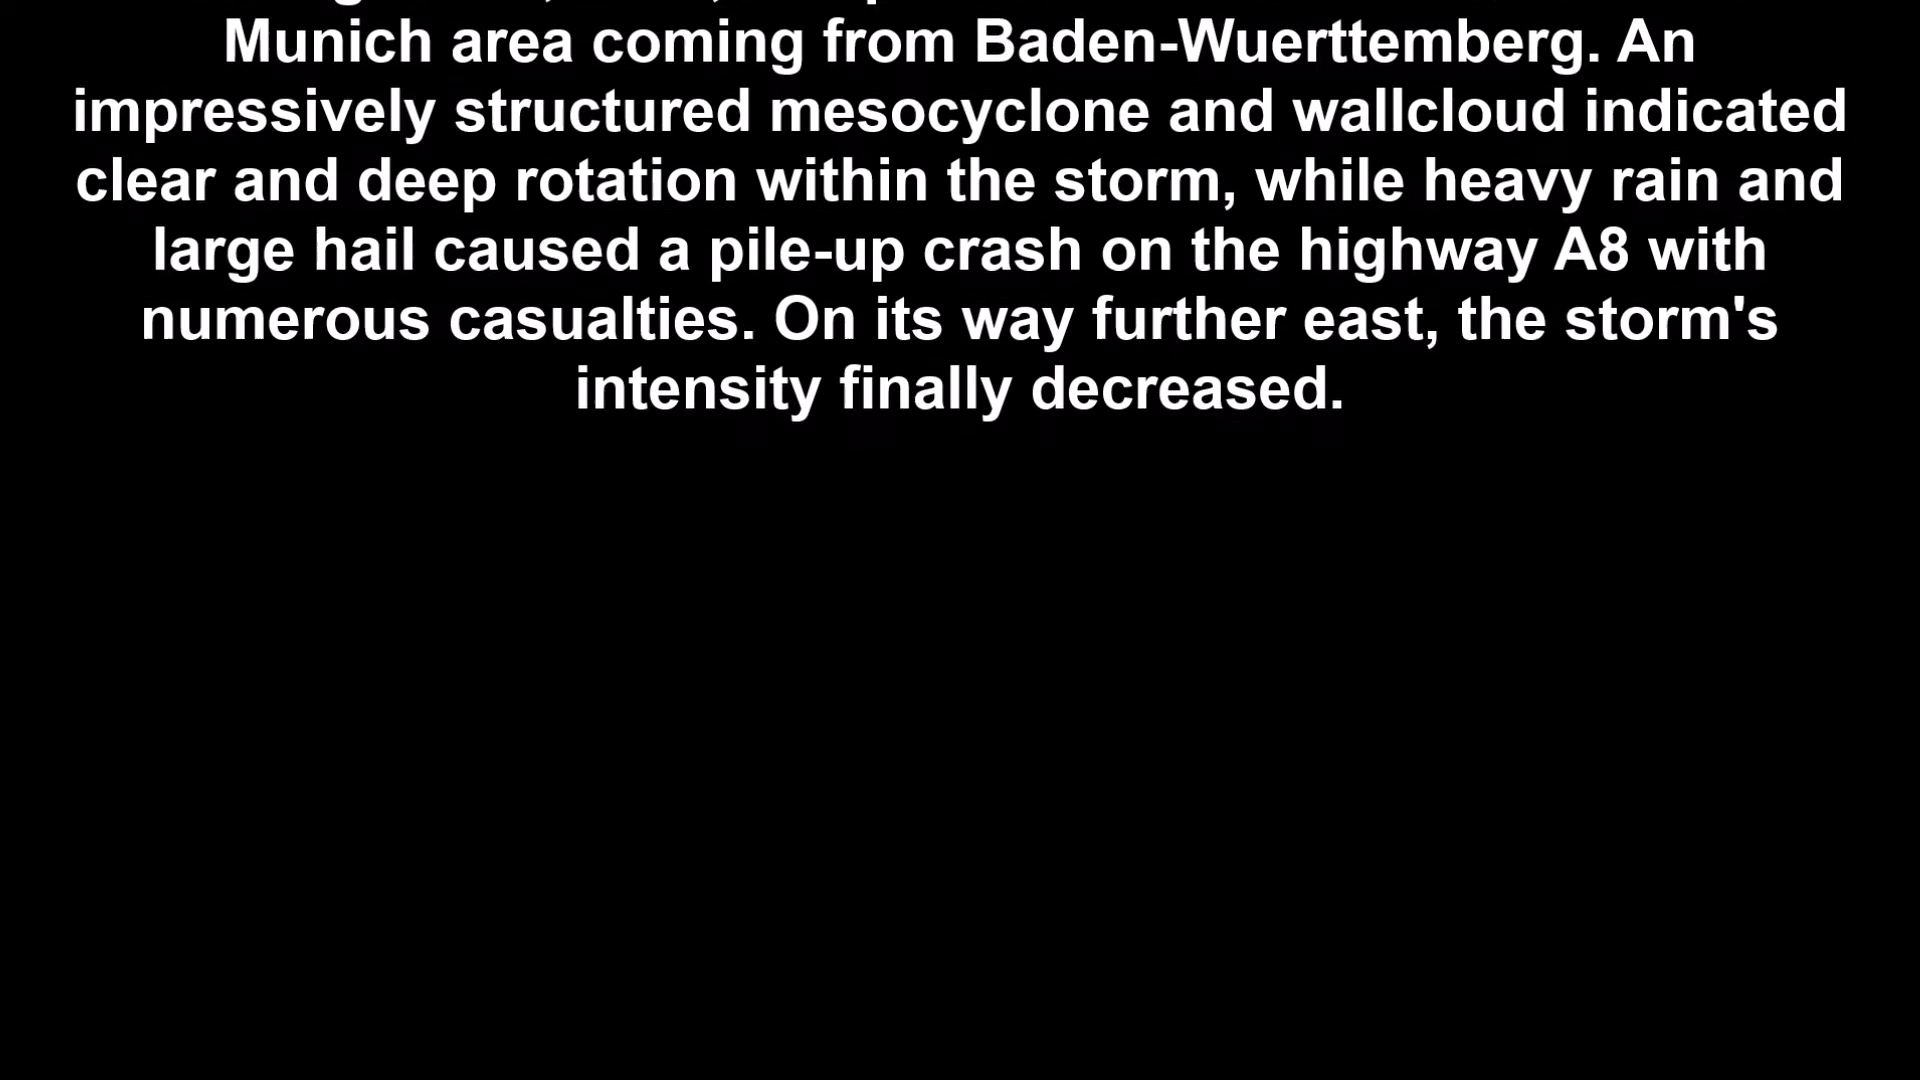 Munich area coming from Baden-Wuerttemberg. An
impressively structured mesocyclone and wallcloud indicated
clear and deep rotation within the storm, while heavy rain and
large hail caused a pile-up crash on the highway A8 with
numerous casualties. On its way further east, the storm's
intensity finally decreased.